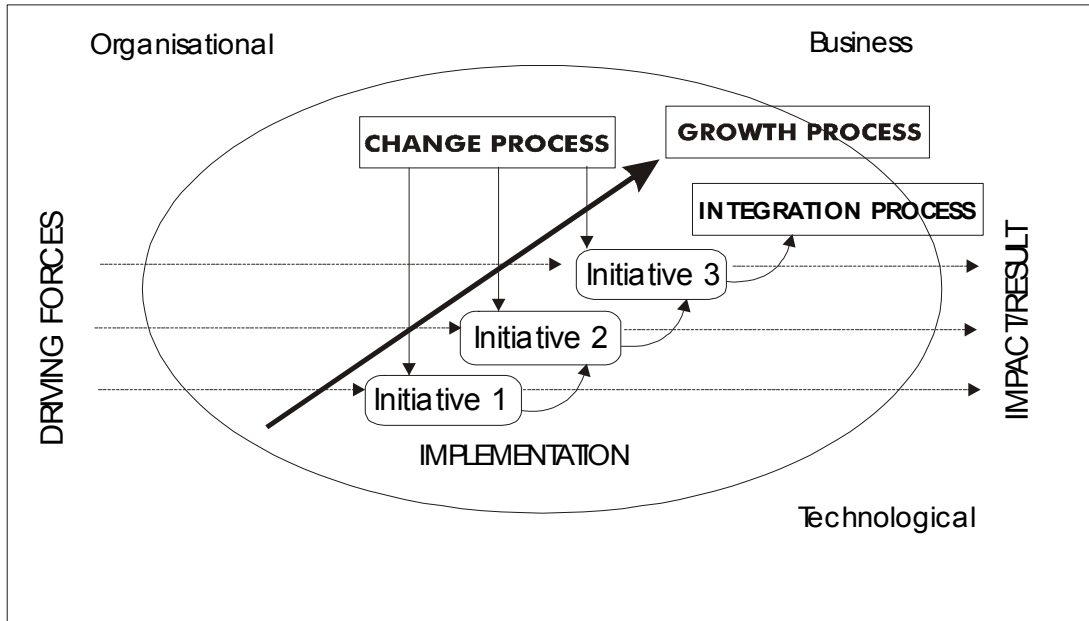 Organisational
Business
CHANGE PROCESS
GROWTH PROCESS
INTEGRATION PROCESS
DRIVING FORCES
Initiative 3
Initiative 2
Initiative 1
IMPACT/RESULT
IMPLEMENTATION
Technological